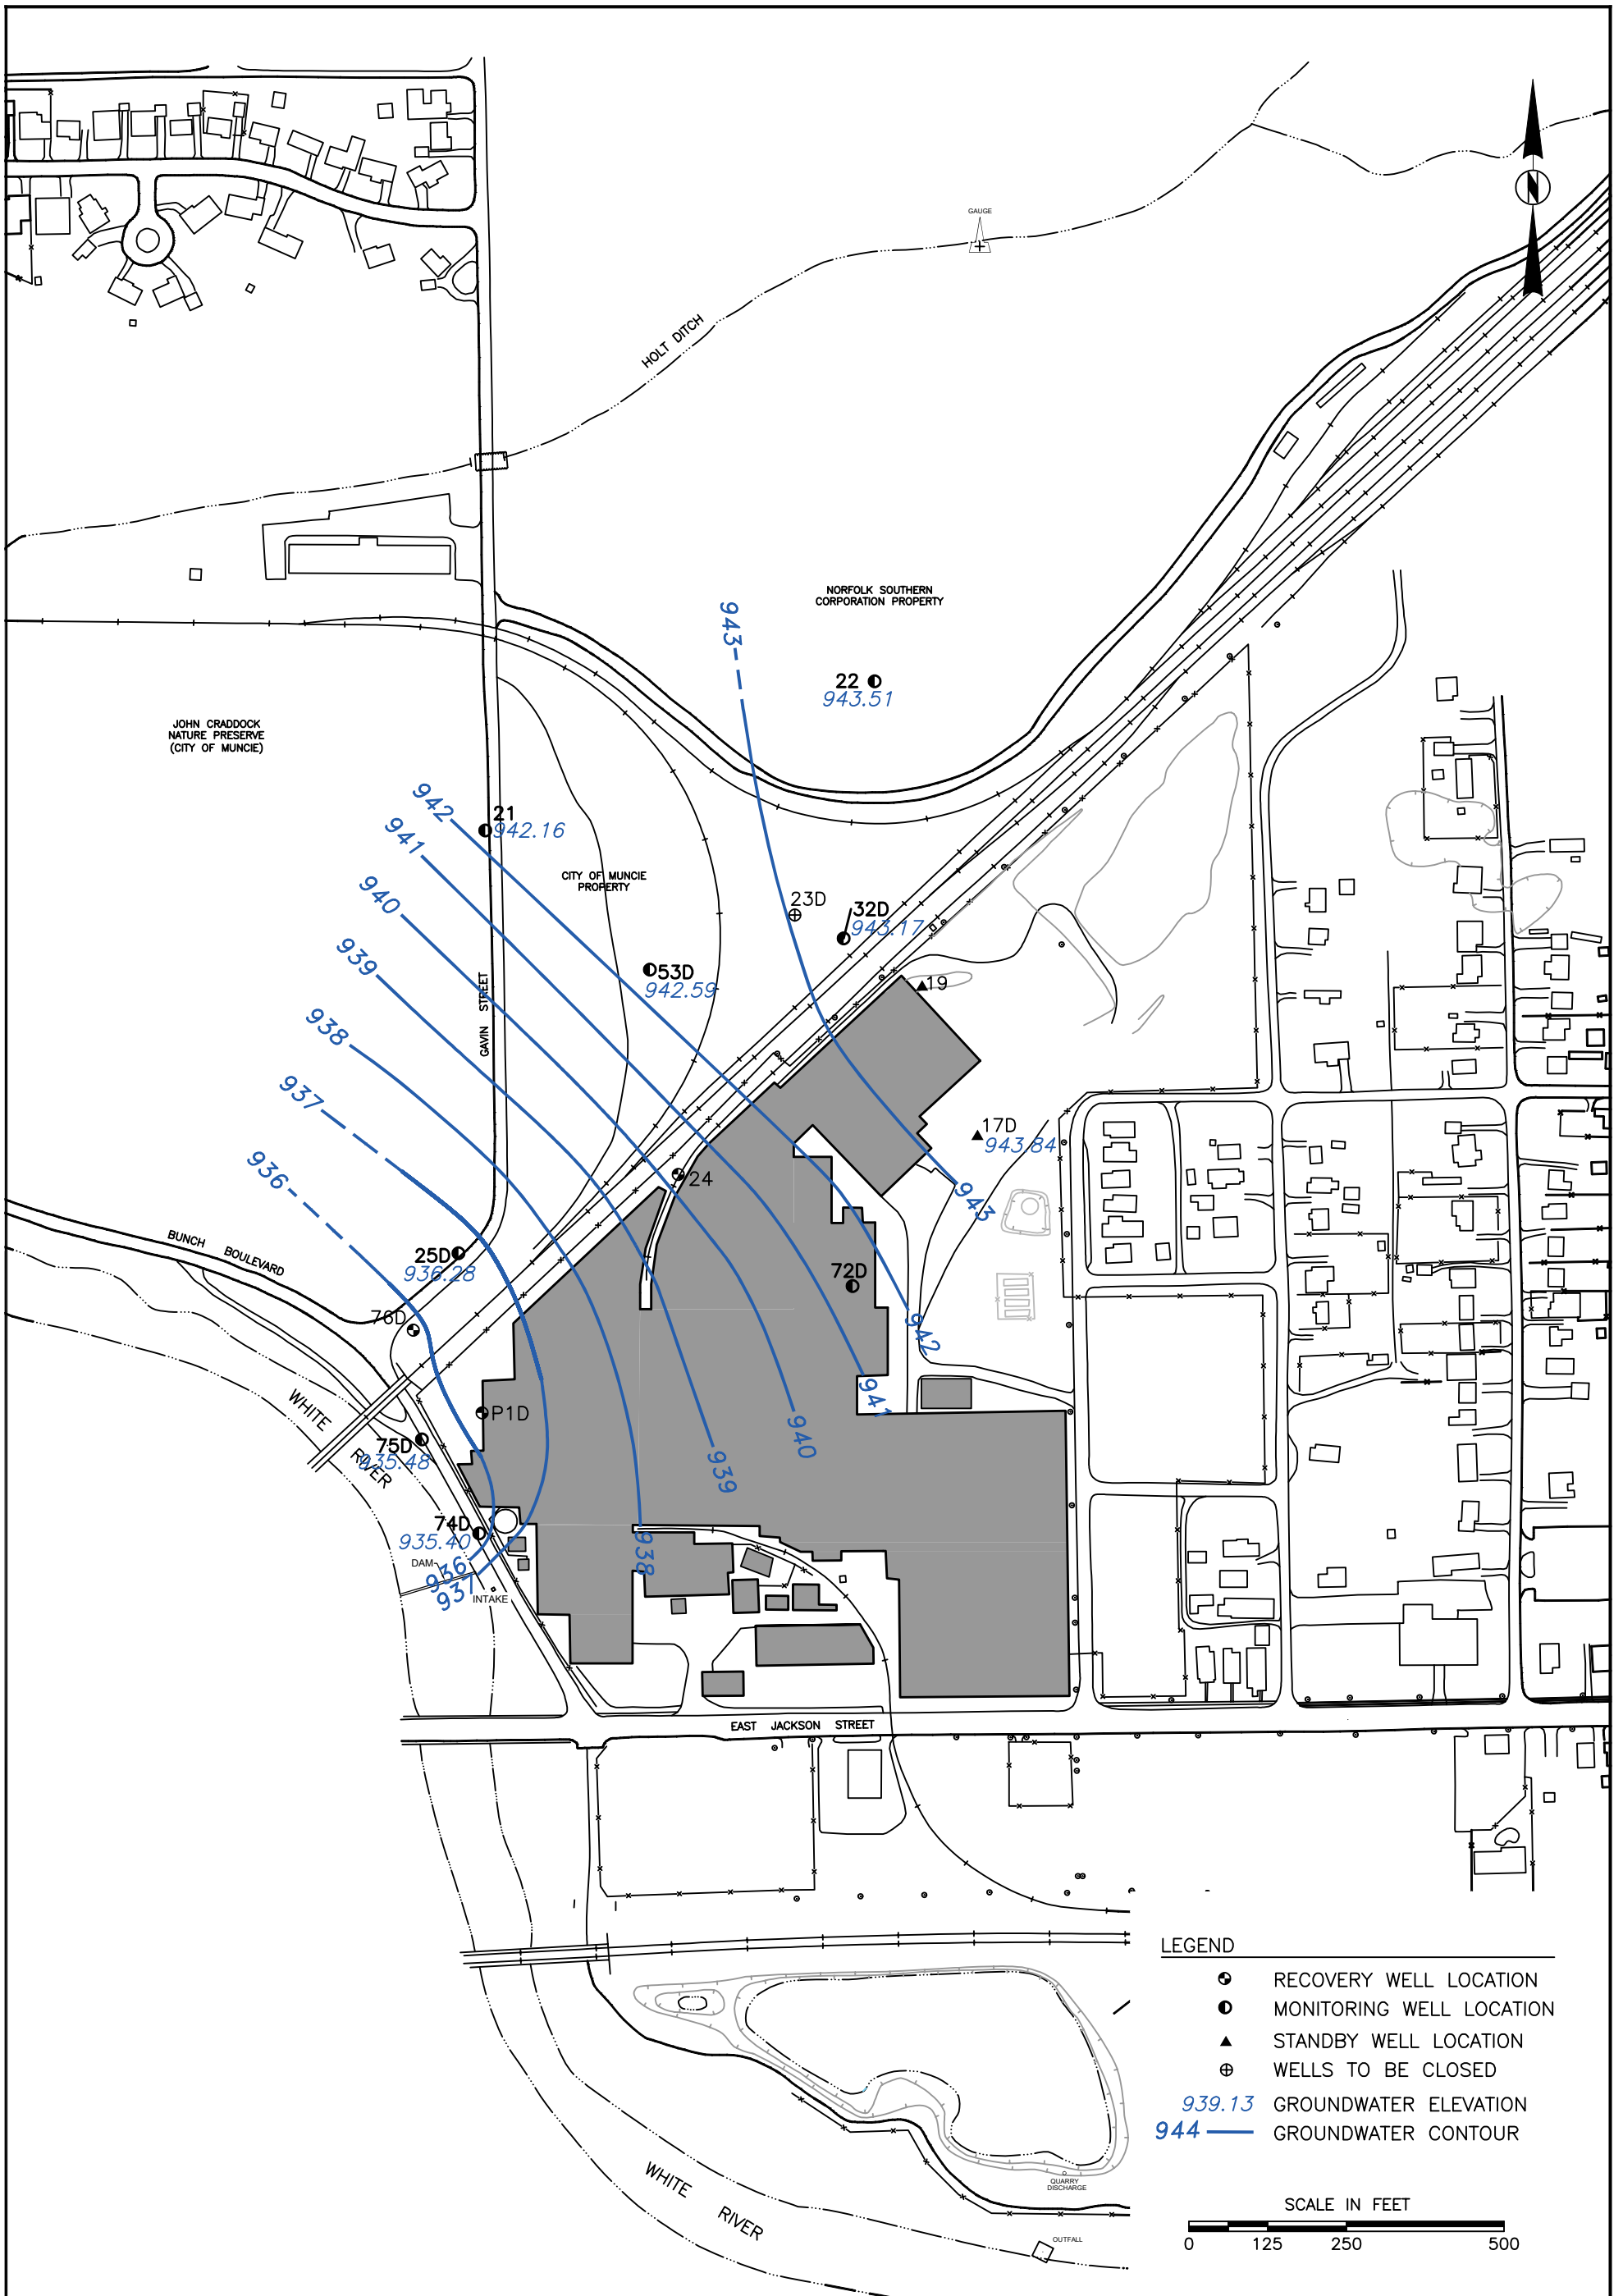 GAUGE
N
HOLT DITCH
NORFOLK SOUTHERN
CORPORATION PROPERTY
943
22
943.51
JOHN CRADDOCK
NATURE PRESERVE
(CITY OF MUNCIE)
942
21
942.16
941
CITY OF MUNCIE
PROPERTY
940
23D
32D
943.17
939
53D
942.59
19
GAVIN STREET
938
937
17D
943.84
936
24
943
BUNCH BOULEVARD
25D
936.28
72D
76D
942
WHITE
RIVER
941
P1D
940
75D
935.48
939
74D
935.40
938
DAM
936
937
INTAKE
EAST JACKSON STREET
LEGEND
RECOVERY WELL LOCATION
MONITORING WELL LOCATION
STANDBY WELL LOCATION
WELLS TO BE CLOSED
939.13 GROUNDWATER ELEVATION
944 GROUNDWATER CONTOUR
WHITE
RIVER
QUARRY
DISCHARGE
OUTFALL
SCALE IN FEET
0 125 250 500